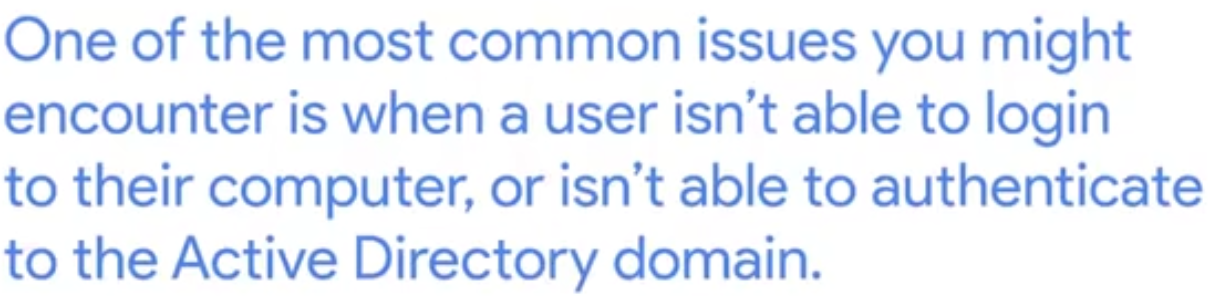 One of the most common issues you might
encounter is when a user isn’t able to login
to their computer, or isn’t able to authenticate
to the Active Directory domain.